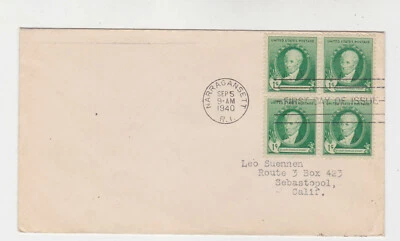 UNITED STATES POSTAGE
1¢
NARRAGANSETT
SEP 5
9-AM
1940
R.I.
FIRST DAY OF ISSUE
Leo Suennen
Route 3 Box 423
Sebastopol,
Calif.